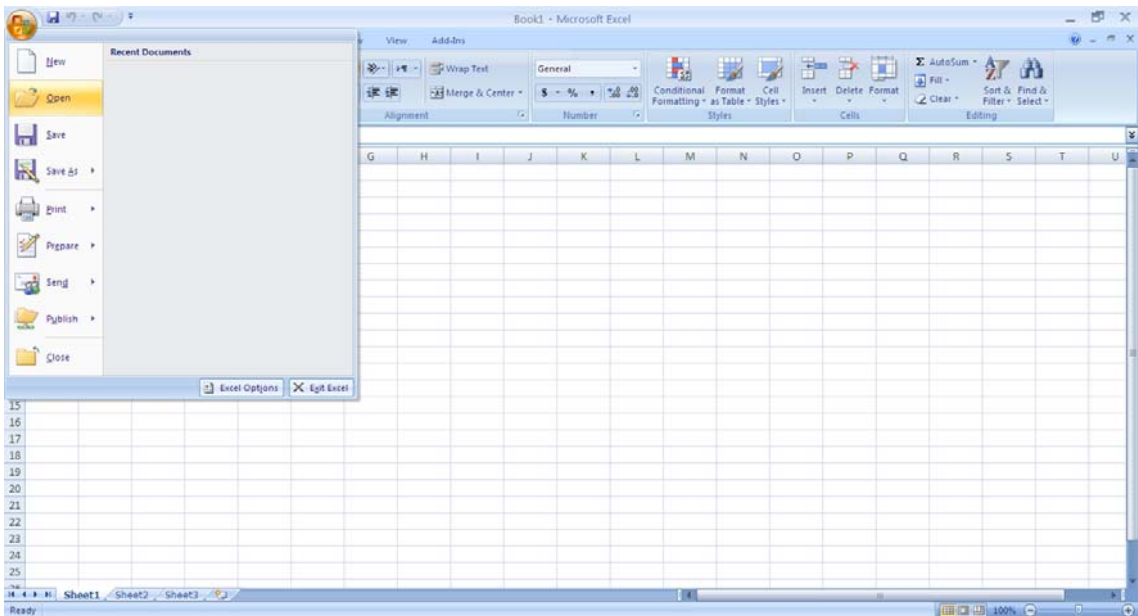 Book1 - Microsoft Excel
View Add-Ins
New
Open
Save
Save As
Print
Prepare
Send
Publish
Close
Recent Documents
Excel Options
Exit Excel
Wrap Text
Merge & Center
Alignment
General
$ % ,
Number
Conditional Formatting
Format as Table
Cell Styles
Styles
Insert Delete Format
Cells
Σ AutoSum
Fill
Clear
Sort & Filter
Find & Select
Editing
G H I J K L M N O P Q R S T U
15
16
17
18
19
20
21
22
23
24
25
Sheet1 Sheet2 Sheet3
Ready
100%